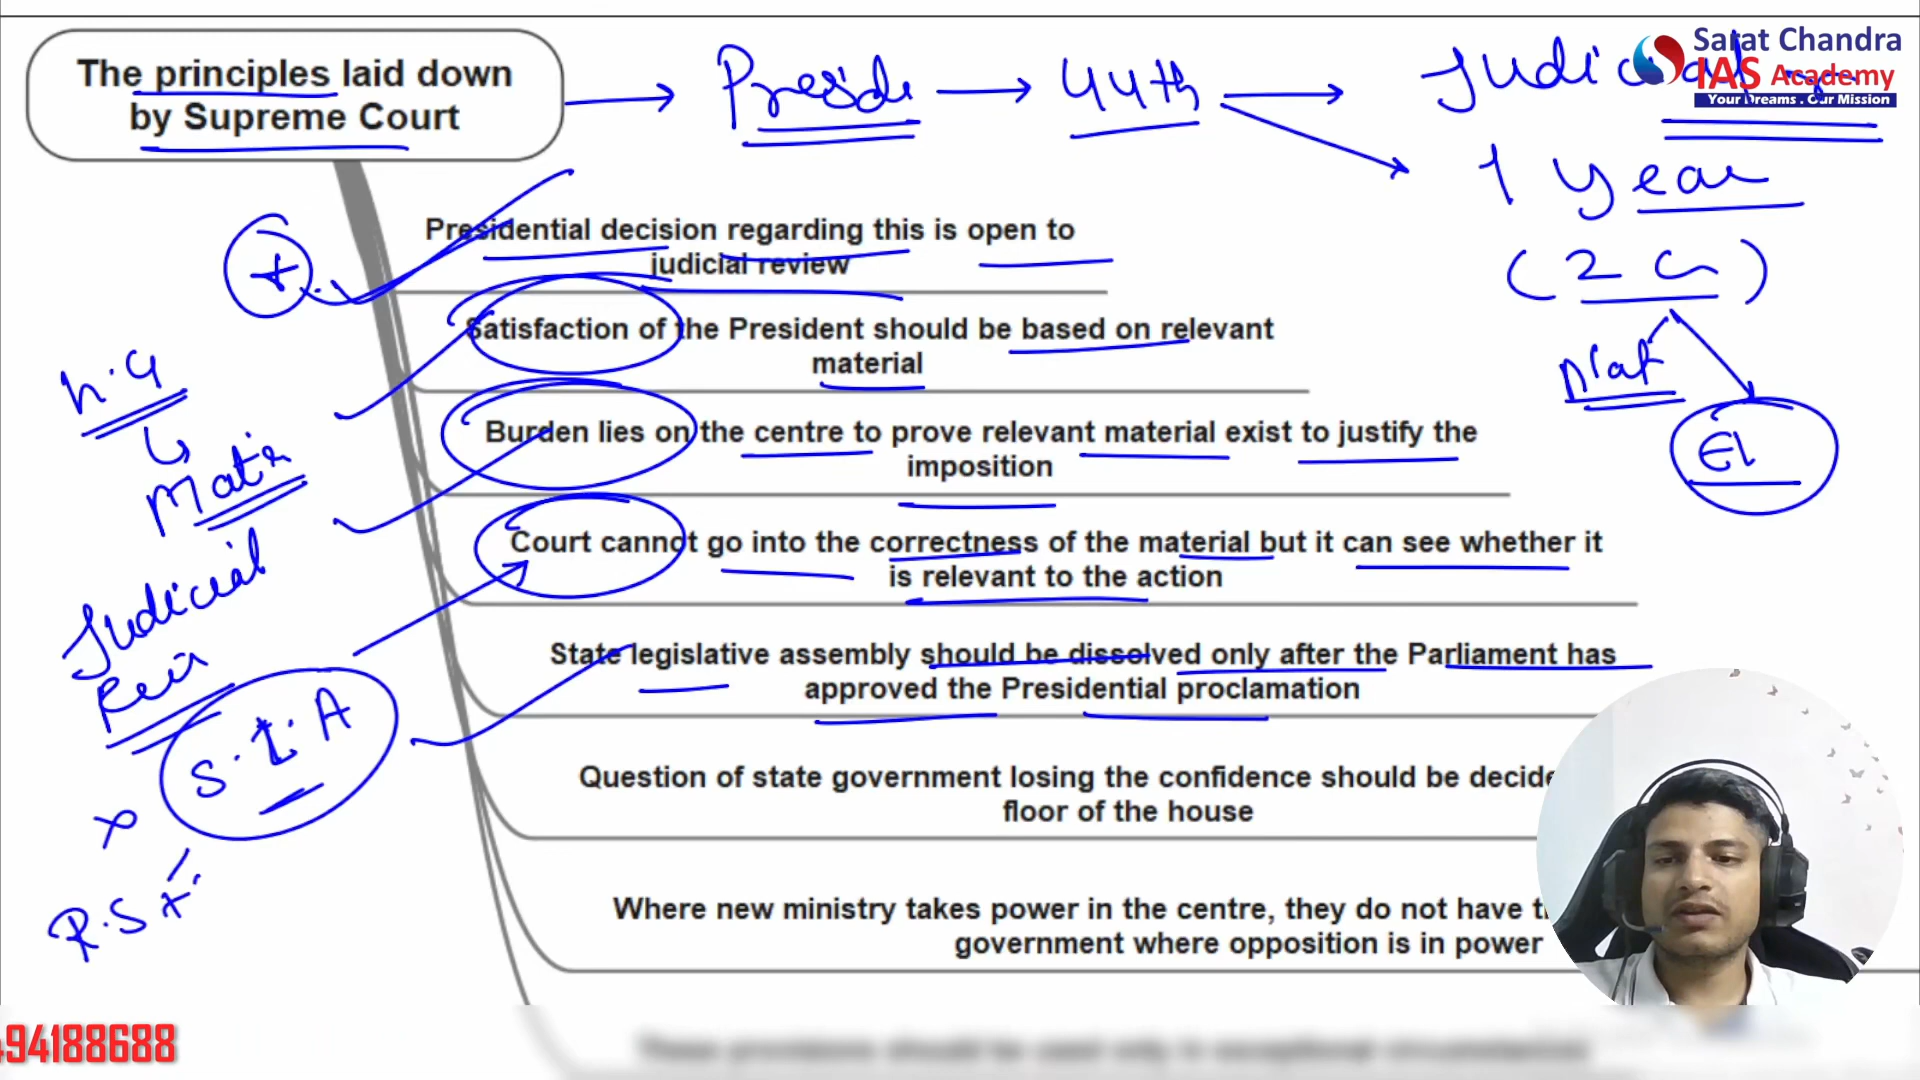 The principles laid down
by Supreme Court
44th
Sarat Chandra
IAS Academy
Your Dreams . Our Mission
1 year
Presidential decision regarding this is open to
judicial review
Satisfaction of the President should be based on relevant
material
Burden lies on the centre to prove relevant material exist to justify the
imposition
Court cannot go into the correctness of the material but it can see whether it
is relevant to the action
Judicial
State legislative assembly should be dissolved only after the Parliament has
approved the Presidential proclamation
S.L.A
Question of state government losing the confidence should be
floor of the house
Where new ministry takes power in the centre, they do not have
government where opposition is in power
94188688